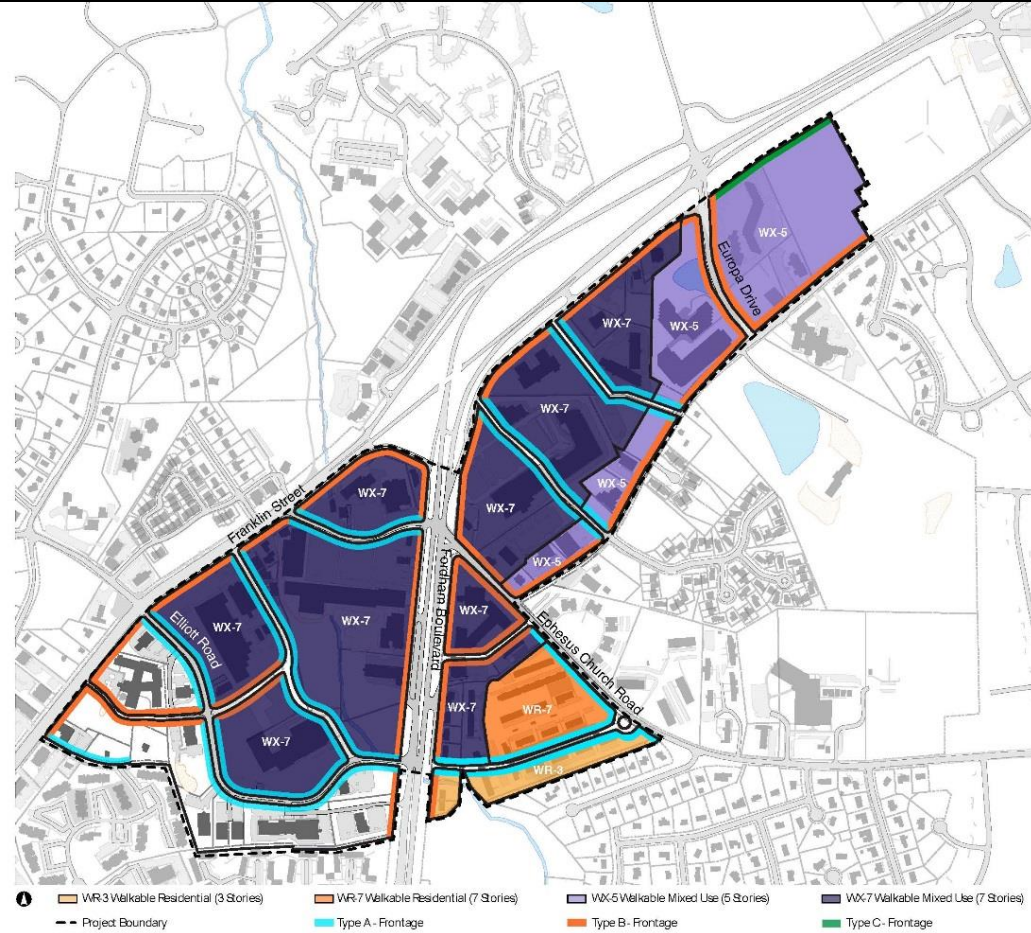 WX-5
Europa Drive
WX-7
WX-5
WX-7
WX-5
WX-7
WX-7
Franklin Street
WX-5
Fordham Boulevard
WX-7
Elliott Road
WX-7
WX-7
Ephesus Church Road
WX-7
WR-7
WX-7
WR-3
WR-3 Walkable Residential (3 Stories)
WR-7 Walkable Residential (7 Stories)
WX-5 Walkable Mixed Use (5 Stories)
WX-7 Walkable Mixed Use (7 Stories)
Project Boundary
Type A - Frontage
Type B - Frontage
Type C - Frontage